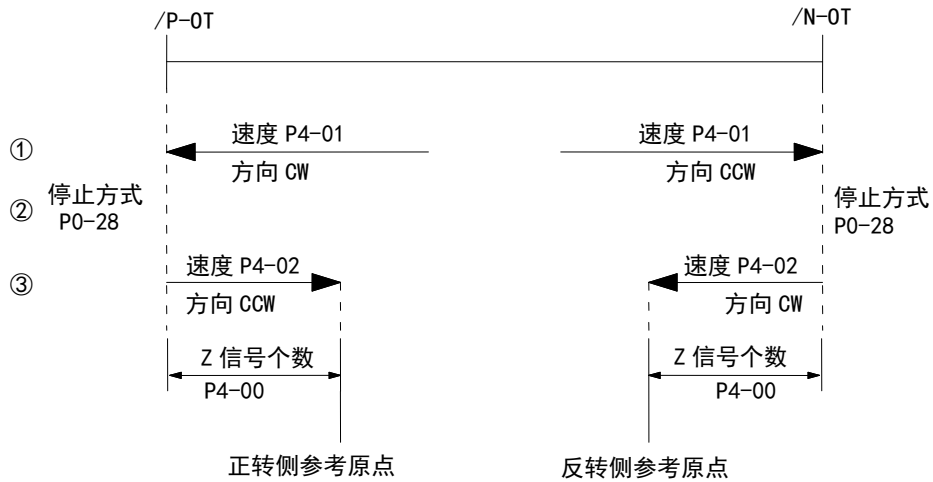 /P-OT
/N-OT
①
速度 P4-01
速度 P4-01
方向 CW
方向 CCW
②
停止方式
P0-28
停止方式
P0-28
③
速度 P4-02
速度 P4-02
方向 CCW
方向 CW
Z 信号个数
Z 信号个数
P4-00
P4-00
正转侧参考原点
反转侧参考原点